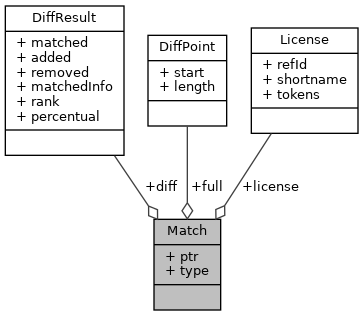 DiffResult
+ matched
+ added
+ removed
+ matchedInfo
+ rank
+ percentual
DiffPoint
+ start
+ length
License
+ refId
+ shortname
+ tokens
+diff
+full
+license
Match
+ ptr
+ type